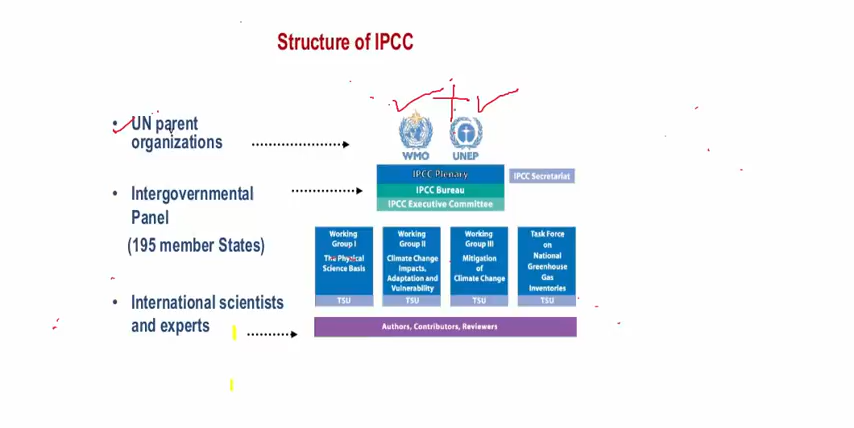 Structure of IPCC
• UN parent
organizations
WMO
UNEP
IPCC Plenary
IPCC Bureau
IPCC Executive Committee
IPCC Secretariat
• Intergovernmental
Panel
(195 member States)
Working
Group I
The Physical
Science Basis
TSU
Working
Group II
Climate Change
Impacts,
Adaptation and
Vulnerability
TSU
Working
Group III
Mitigation
of
Climate Change
TSU
Task Force
on
National
Greenhouse
Gas
Inventories
TSU
• International scientists
and experts
Authors, Contributors, Reviewers